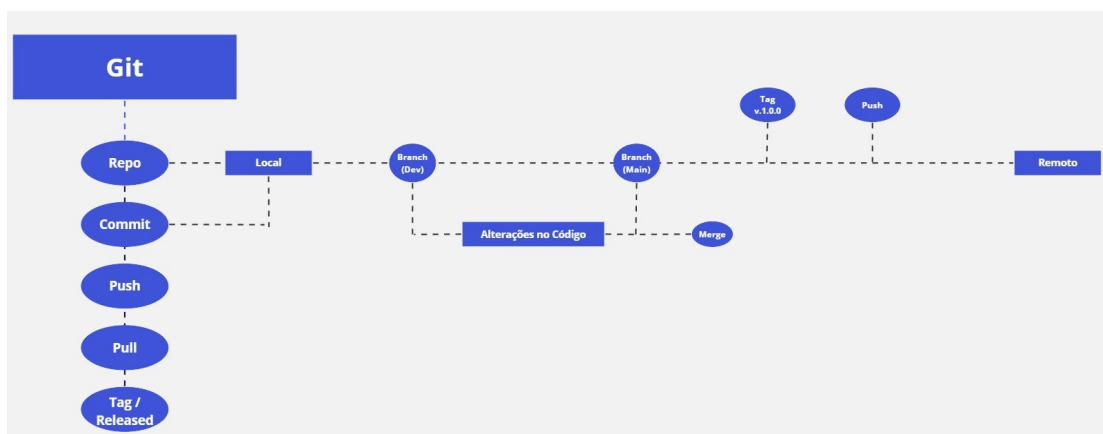 Git
Tag
v.1.0.0
Push
Repo
Local
Branch
(Dev)
Branch
(Main)
Remoto
Commit
Alterações no Código
Merge
Push
Pull
Tag /
Released